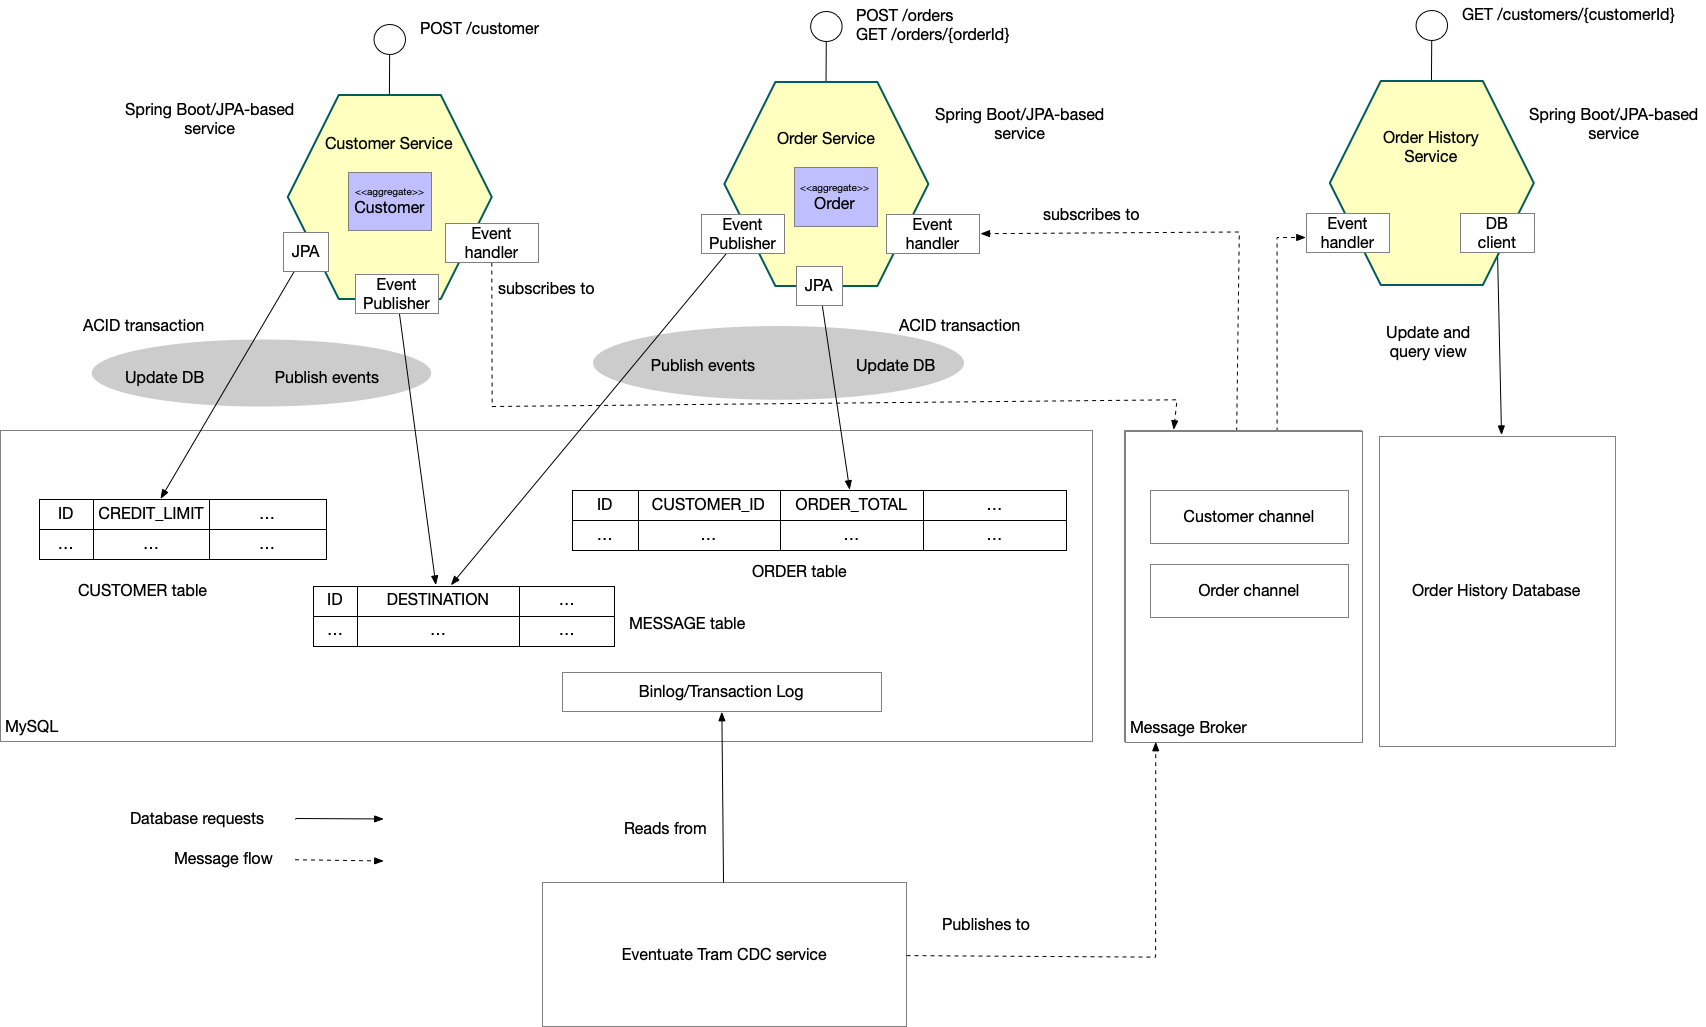 POST /customer
POST /orders
GET /orders/{orderId}
GET /customers/{customerId}
Spring Boot/JPA-based
service
Customer Service
<<aggregate>>
Customer
JPA
Event
Publisher
Event
handler
subscribes to
Order Service
<<aggregate>>
Order
Event
Publisher
JPA
Event
handler
Spring Boot/JPA-based
service
subscribes to
Order History
Service
Event
handler
DB
client
Spring Boot/JPA-based
service
ACID transaction
Update DB
Publish events
ACID transaction
Publish events
Update DB
Update and
query view
ID CREDIT_LIMIT ...
... ... ...
CUSTOMER table
ID CUSTOMER_ID ORDER_TOTAL ...
... ... ... ...
ORDER table
ID DESTINATION ...
... ... ...
MESSAGE table
Binlog/Transaction Log
MySQL
Customer channel
Order channel
Message Broker
Order History Database
Database requests
Message flow
Reads from
Publishes to
Eventuate Tram CDC service